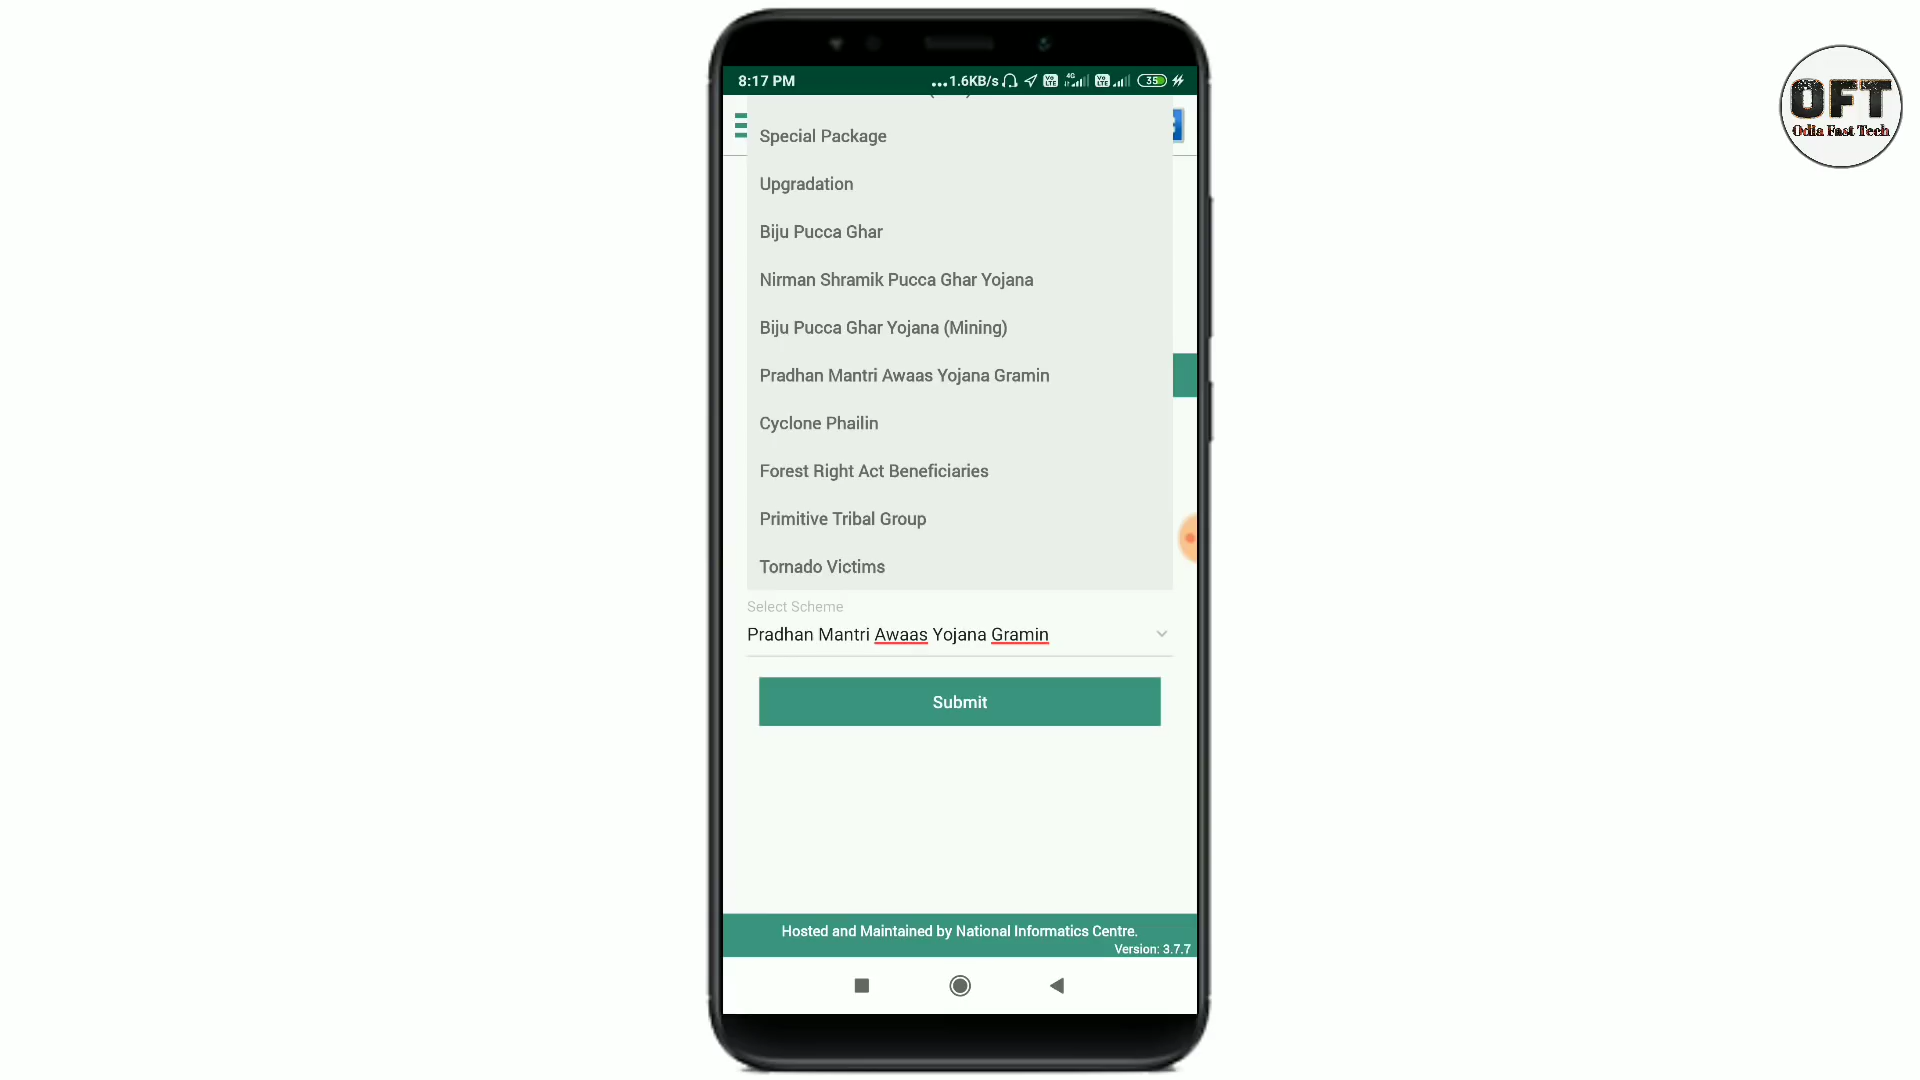 8:17 PM
...1.6KB/s
4G
35
Special Package
Upgradation
Biju Pucca Ghar
Nirman Shramik Pucca Ghar Yojana
Biju Pucca Ghar Yojana (Mining)
Pradhan Mantri Awaas Yojana Gramin
Cyclone Phailin
Forest Right Act Beneficiaries
Primitive Tribal Group
Tornado Victims
Select Scheme
Pradhan Mantri Awaas Yojana Gramin
Submit
Hosted and Maintained by National Informatics Centre.
Version: 3.7.7
OFT
Odia Fast Tech